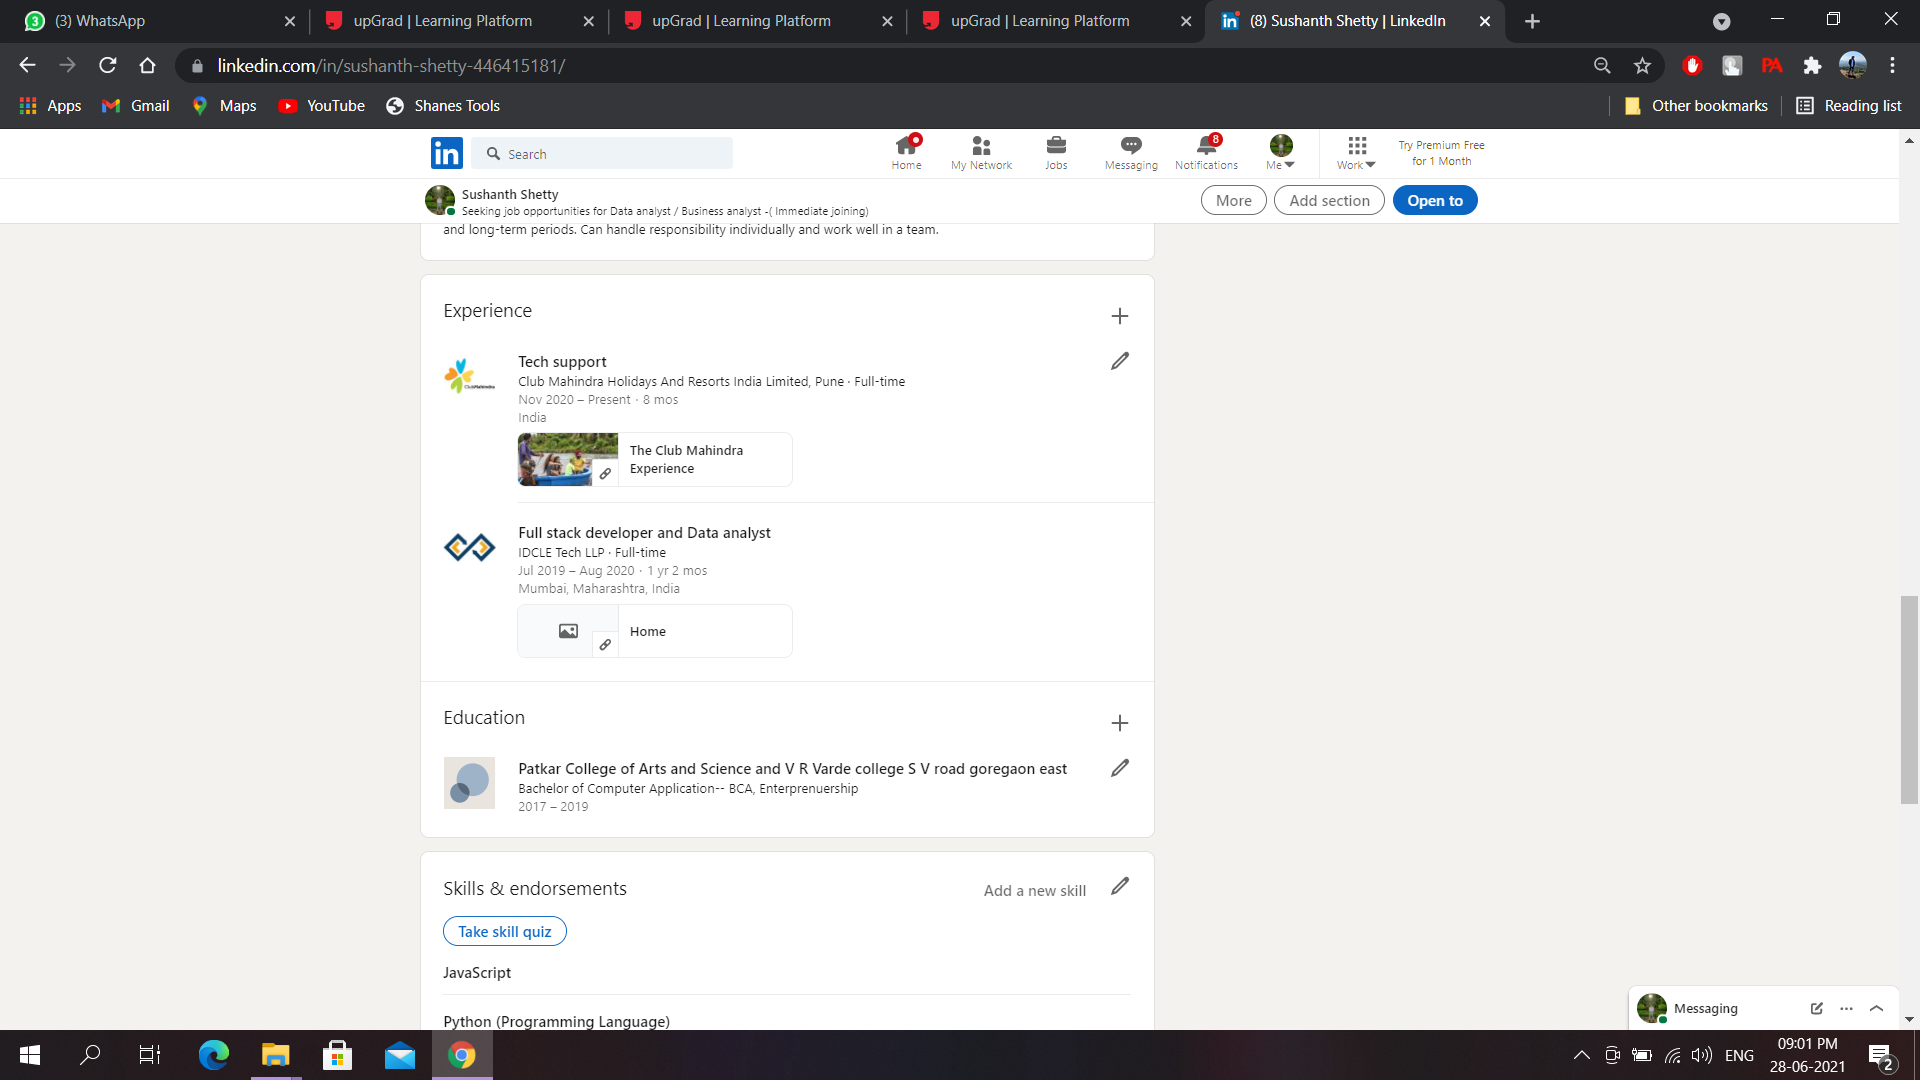 (3) WhatsApp
upGrad | Learning Platform
upGrad | Learning Platform
upGrad | Learning Platform
(8) Sushanth Shetty | LinkedIn
linkedin.com/in/sushanth-shetty-446415181/
PA
Apps
Gmail
Maps
YouTube
Shanes Tools
Other bookmarks
Reading list
in
Search
Home
My Network
Jobs
Messaging
8
Notifications
Me
Work
Try Premium Free
for 1 Month
Sushanth Shetty
Seeking job opportunities for Data analyst / Business analyst -( Immediate joining)
More
Add section
Open to
and long-term periods. Can handle responsibility individually and work well in a team.
Experience
Tech support
Club Mahindra Holidays And Resorts India Limited, Pune · Full-time
Nov 2020 – Present · 8 mos
India
The Club Mahindra
Experience
Full stack developer and Data analyst
IDCLE Tech LLP · Full-time
Jul 2019 – Aug 2020 · 1 yr 2 mos
Mumbai, Maharashtra, India
Home
Education
Patkar College of Arts and Science and V R Varde college S V road goregaon east
Bachelor of Computer Application-- BCA, Enterprenuership
2017 – 2019
Skills & endorsements
Add a new skill
Take skill quiz
JavaScript
Python (Programming Language)
Messaging
ENG
09:01 PM
28-06-2021
2